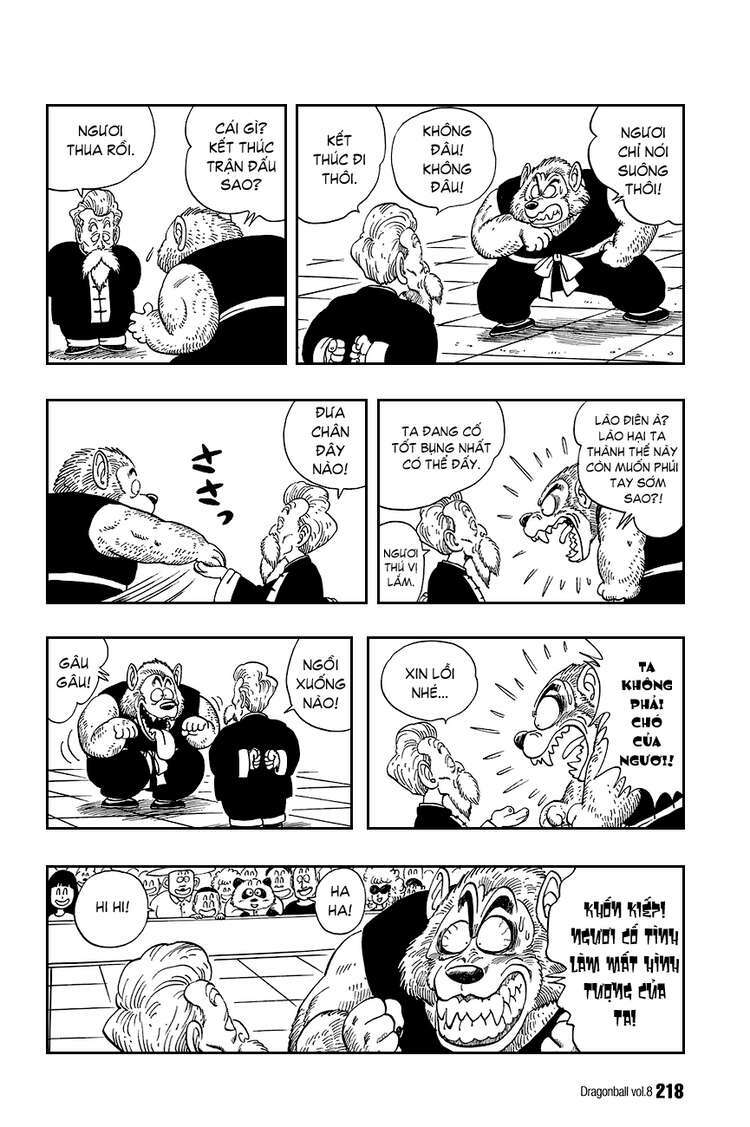 NGƯƠI
CHỈ NÓI
SUÔNG
THÔI!
KHÔNG
ĐÂU!
KHÔNG
ĐÂU!
KẾT
THÚC ĐI
THÔI.
CÁI GÌ?
KẾT THÚC
TRẬN ĐẤU
SAO?
NGƯƠI
THUA RỒI.
LÃO ĐIÊN À?
LÃO HẠI TA
THÀNH THẾ NÀY
CÒN MUỐN PHỦI
TAY SỚM
SAO?!
TA ĐANG CỐ
TỐT BỤNG NHẤT
CÓ THỂ ĐẤY.
NGƯƠI
THÚ VỊ
LẮM.
ĐƯA
CHÂN
ĐÂY
NÀO!
ささっ
TA
KHÔNG
PHẢI
CHÓ
CỦA
NGƯƠI!
XIN LỖI
NHÉ...
NGỒI
XUỐNG
NÀO!
GÂU
GÂU!
KHỐN KIẾP!
NGƯƠI CỐ TÌNH
LÀM MẤT HÌNH
TƯỢNG CỦA
TA!
HA
HA!
HI HI!
Dragonball vol.8 218